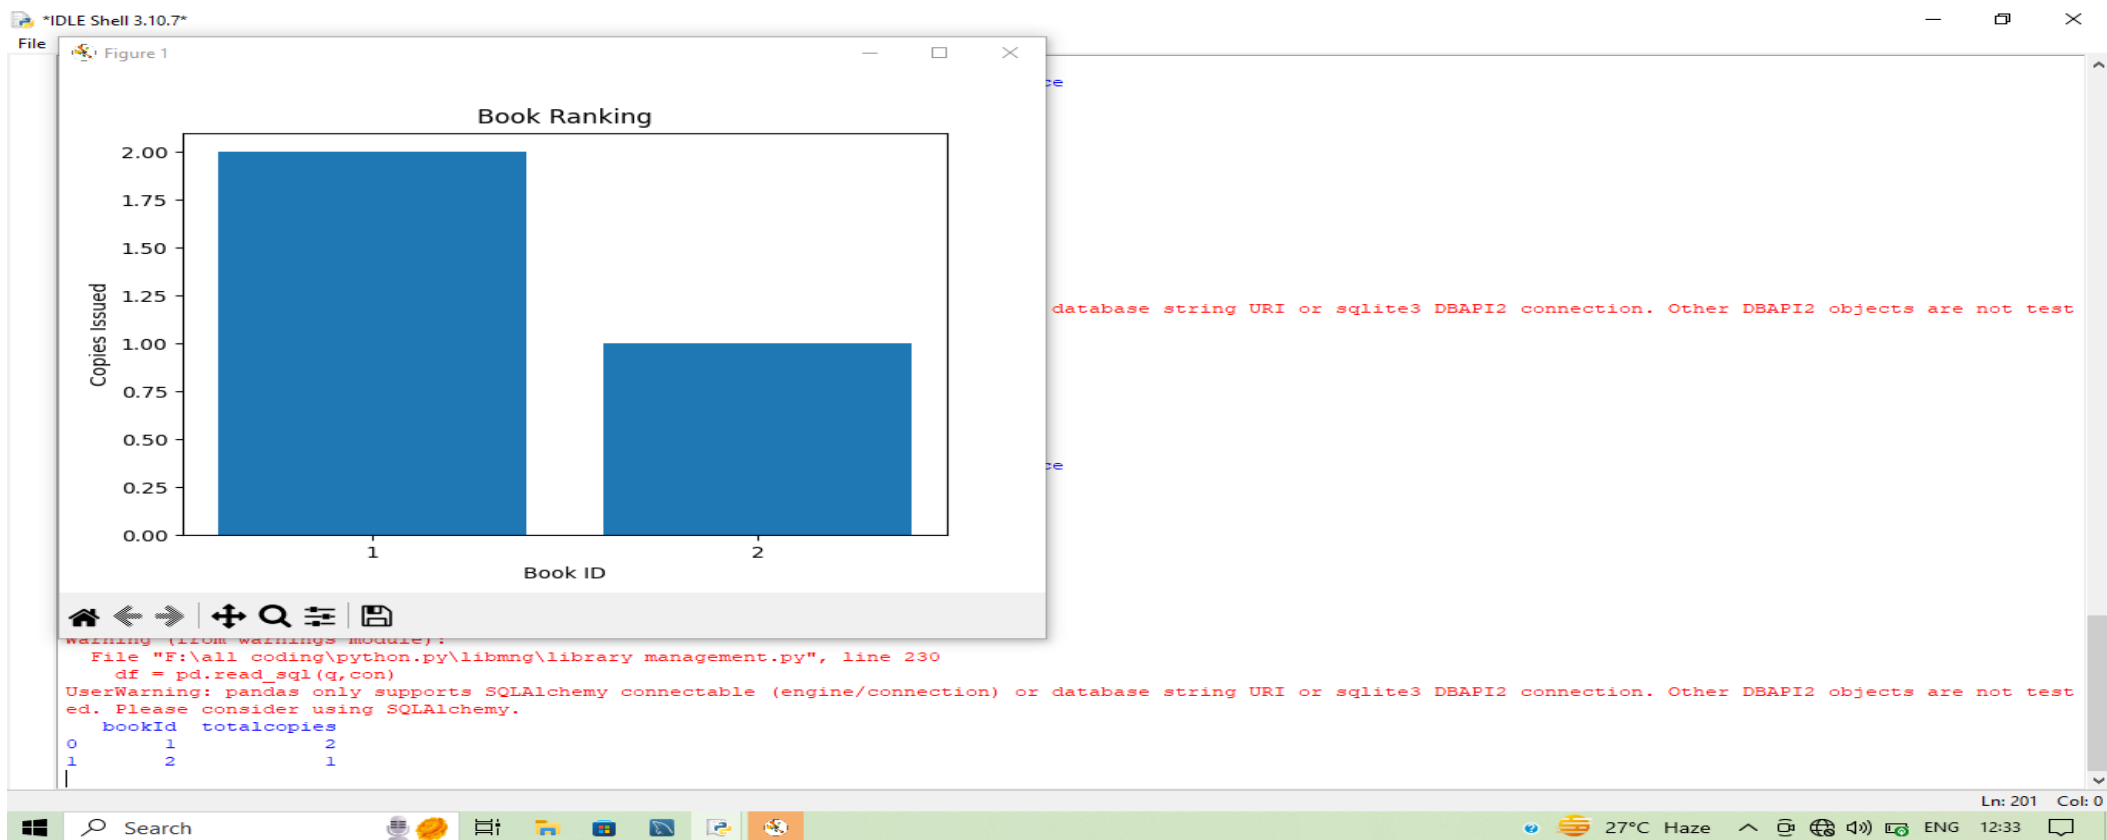 *IDLE Shell 3.10.7*
File
Figure 1
Book Ranking
2.00
1.75
1.50
1.25
1.00
0.75
0.50
0.25
0.00
Copies Issued
1 2
Book ID
database string URI or sqlite3 DBAPI2 connection. Other DBAPI2 objects are not test
Warning (from warnings module):
File "F:\all coding\python.py\libmng\library management.py", line 230
df = pd.read_sql(q,con)
UserWarning: pandas only supports SQLAlchemy connectable (engine/connection) or database string URI or sqlite3 DBAPI2 connection. Other DBAPI2 objects are not test
ed. Please consider using SQLAlchemy.
bookId totalcopies
0 1 2
1 2 1
Ln: 201 Col: 0
Search
27°C Haze
ENG
12:33